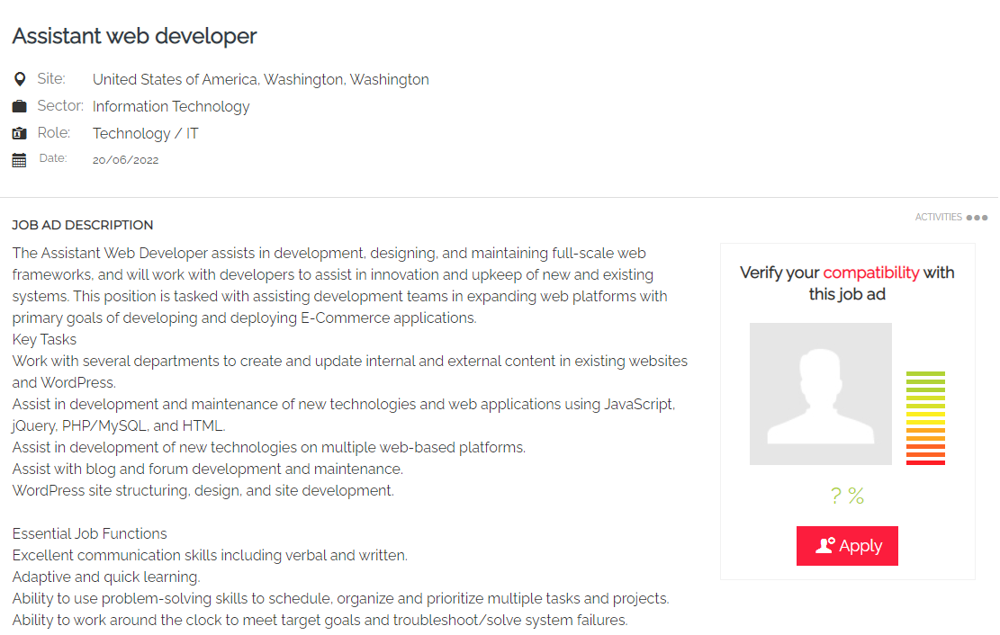 Assistant web developer
Site: United States of America, Washington, Washington
Sector: Information Technology
Role: Technology / IT
Date: 20/06/2022
ACTIVITIES
JOB AD DESCRIPTION
The Assistant Web Developer assists in development, designing, and maintaining full-scale web
frameworks, and will work with developers to assist in innovation and upkeep of new and existing
systems. This position is tasked with assisting development teams in expanding web platforms with
primary goals of developing and deploying E-Commerce applications.
Key Tasks
Work with several departments to create and update internal and external content in existing websites
and WordPress.
Assist in development and maintenance of new technologies and web applications using JavaScript,
jQuery, PHP/MySQL, and HTML.
Assist in development of new technologies on multiple web-based platforms.
Assist with blog and forum development and maintenance.
WordPress site structuring, design, and site development.
Essential Job Functions
Excellent communication skills including verbal and written.
Adaptive and quick learning.
Ability to use problem-solving skills to schedule, organize and prioritize multiple tasks and projects.
Ability to work around the clock to meet target goals and troubleshoot/solve system failures.
Verify your compatibility with
this job ad
? %
Apply